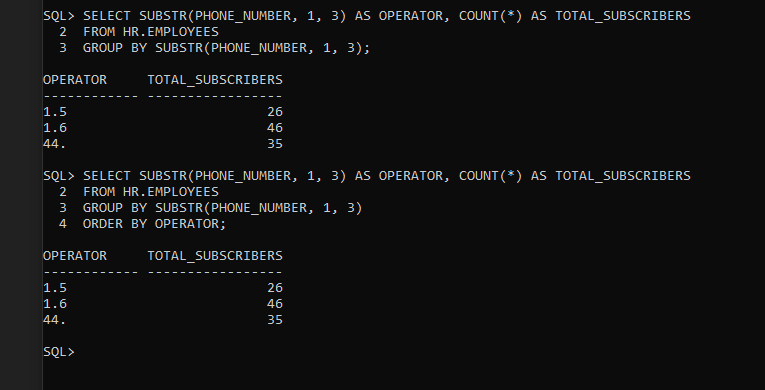 SQL> SELECT SUBSTR(PHONE_NUMBER, 1, 3) AS OPERATOR, COUNT(*) AS TOTAL_SUBSCRIBERS
  2  FROM HR.EMPLOYEES
  3  GROUP BY SUBSTR(PHONE_NUMBER, 1, 3);
OPERATOR     TOTAL_SUBSCRIBERS
------------ -----------------
1.5                         26
1.6                         46
44.                         35
SQL> SELECT SUBSTR(PHONE_NUMBER, 1, 3) AS OPERATOR, COUNT(*) AS TOTAL_SUBSCRIBERS
  2  FROM HR.EMPLOYEES
  3  GROUP BY SUBSTR(PHONE_NUMBER, 1, 3)
  4  ORDER BY OPERATOR;
OPERATOR     TOTAL_SUBSCRIBERS
------------ -----------------
1.5                         26
1.6                         46
44.                         35
SQL>